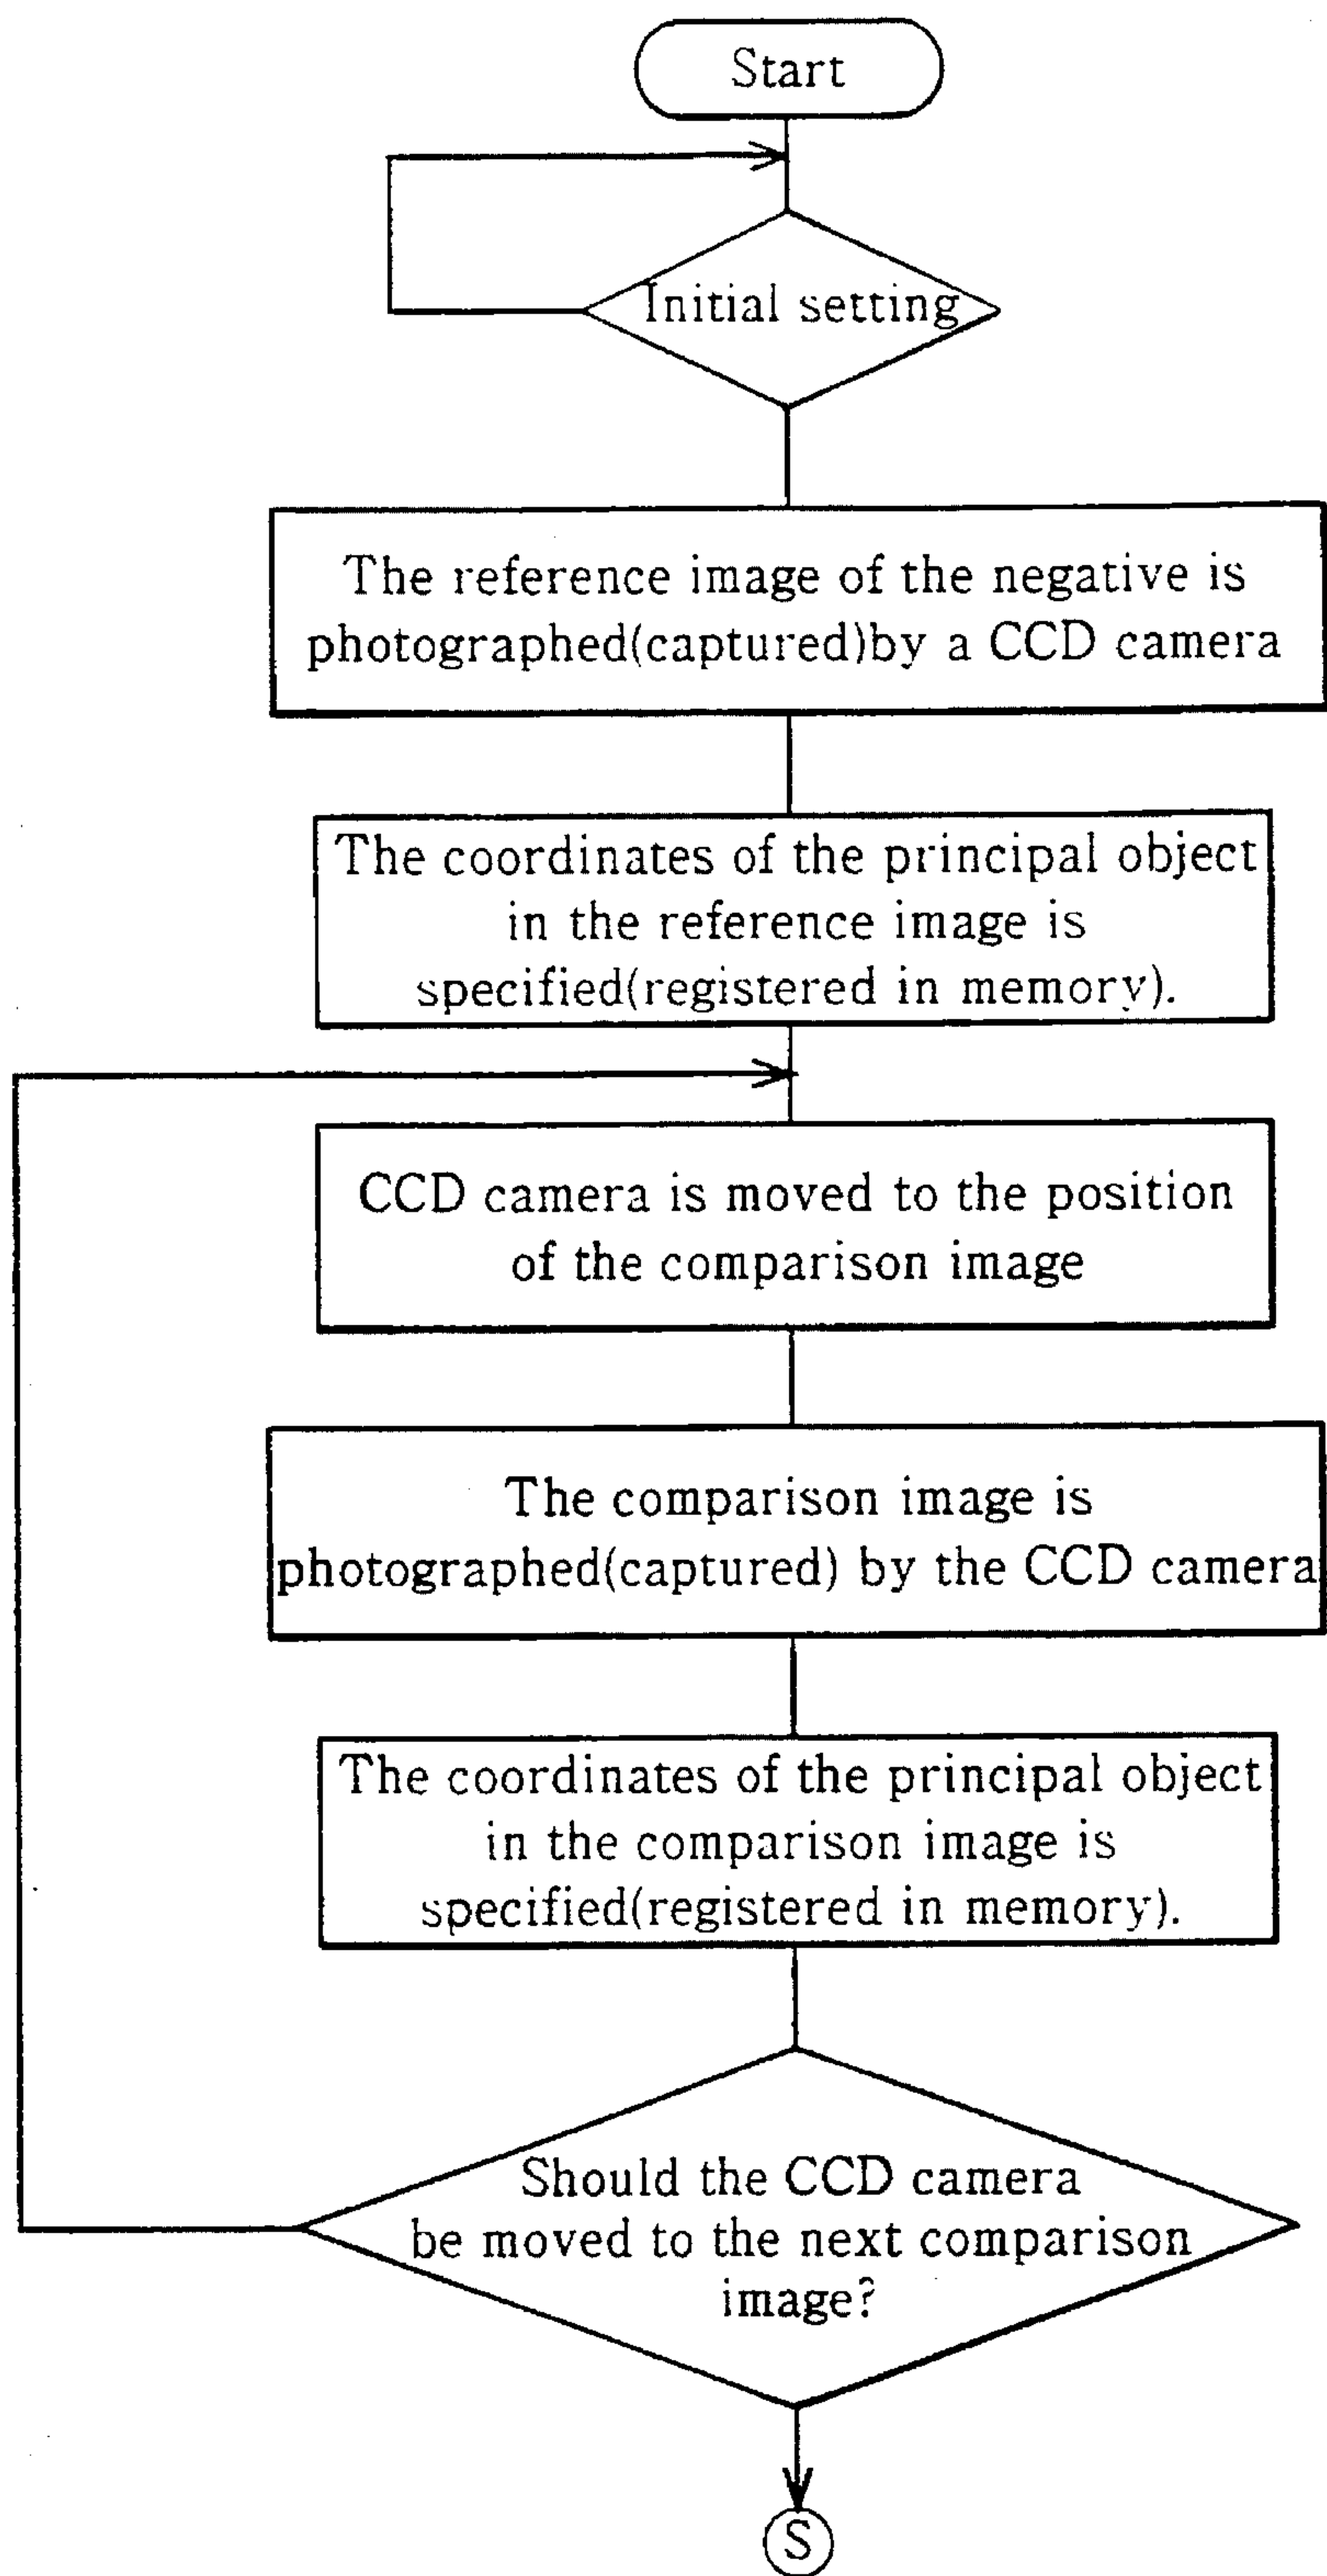 Start
Initial setting
The reference image of the negative is
photographed(captured)by a CCD camera
The coordinates of the principal object
in the reference image is
specified(registered in memory).
CCD camera is moved to the position
of the comparison image
The comparison image is
photographed(captured) by the CCD camera
The coordinates of the principal object
in the comparison image is
specified(registered in memory).
Should the CCD camera
be moved to the next comparison
image?
S